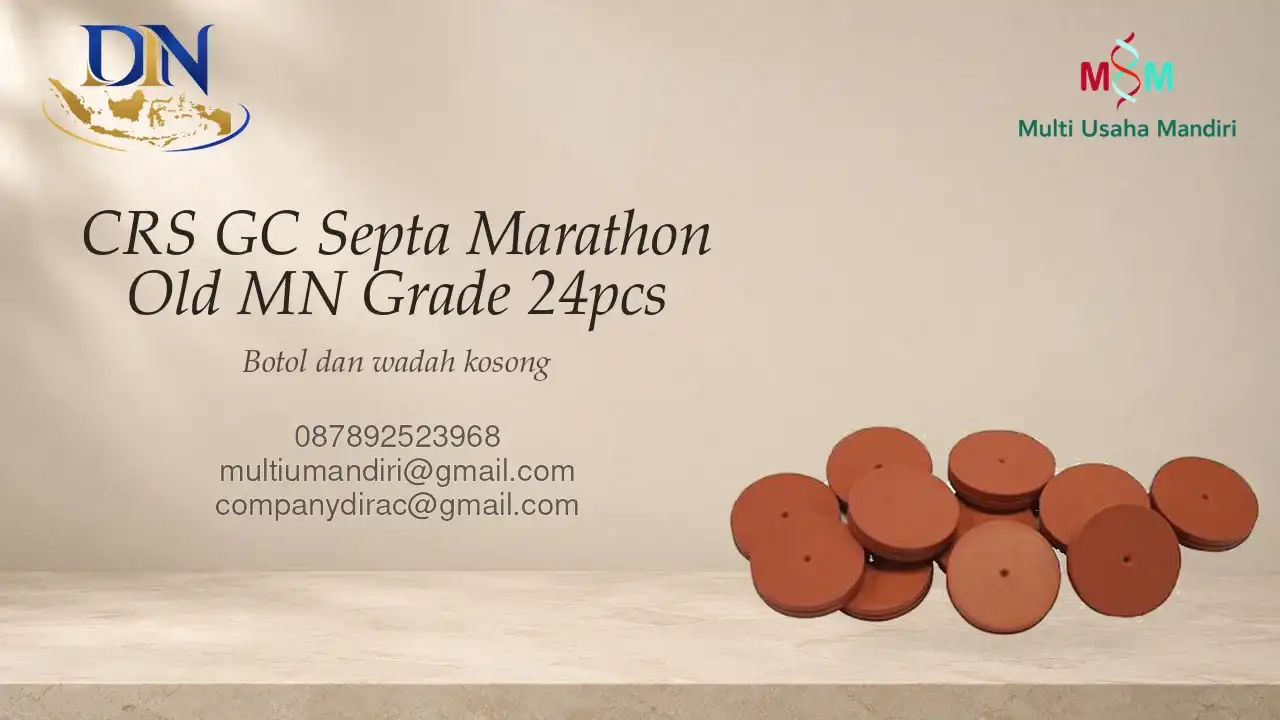 DIN
MSM
Multi Usaha Mandiri
CRS GC Septa Marathon
Old MN Grade 24pcs
Botol dan wadah kosong
087892523968
multiumandiri@gmail.com
companydirac@gmail.com